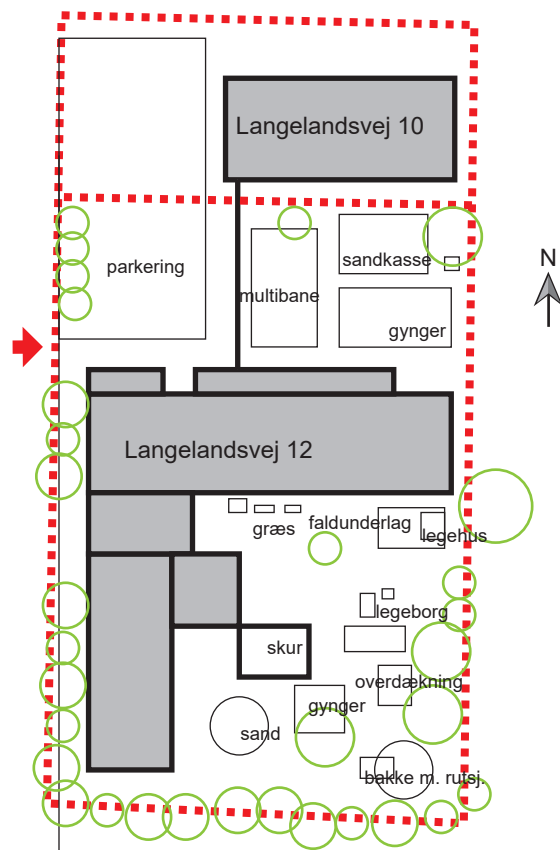 Langelandsvej 10
N
parkering
sandkasse
multibane
gynger
Langelandsvej 12
græs
faldunderlag
legehus
legeborg
skur
overdækning
gynger
sand
bakke m. rutsj.